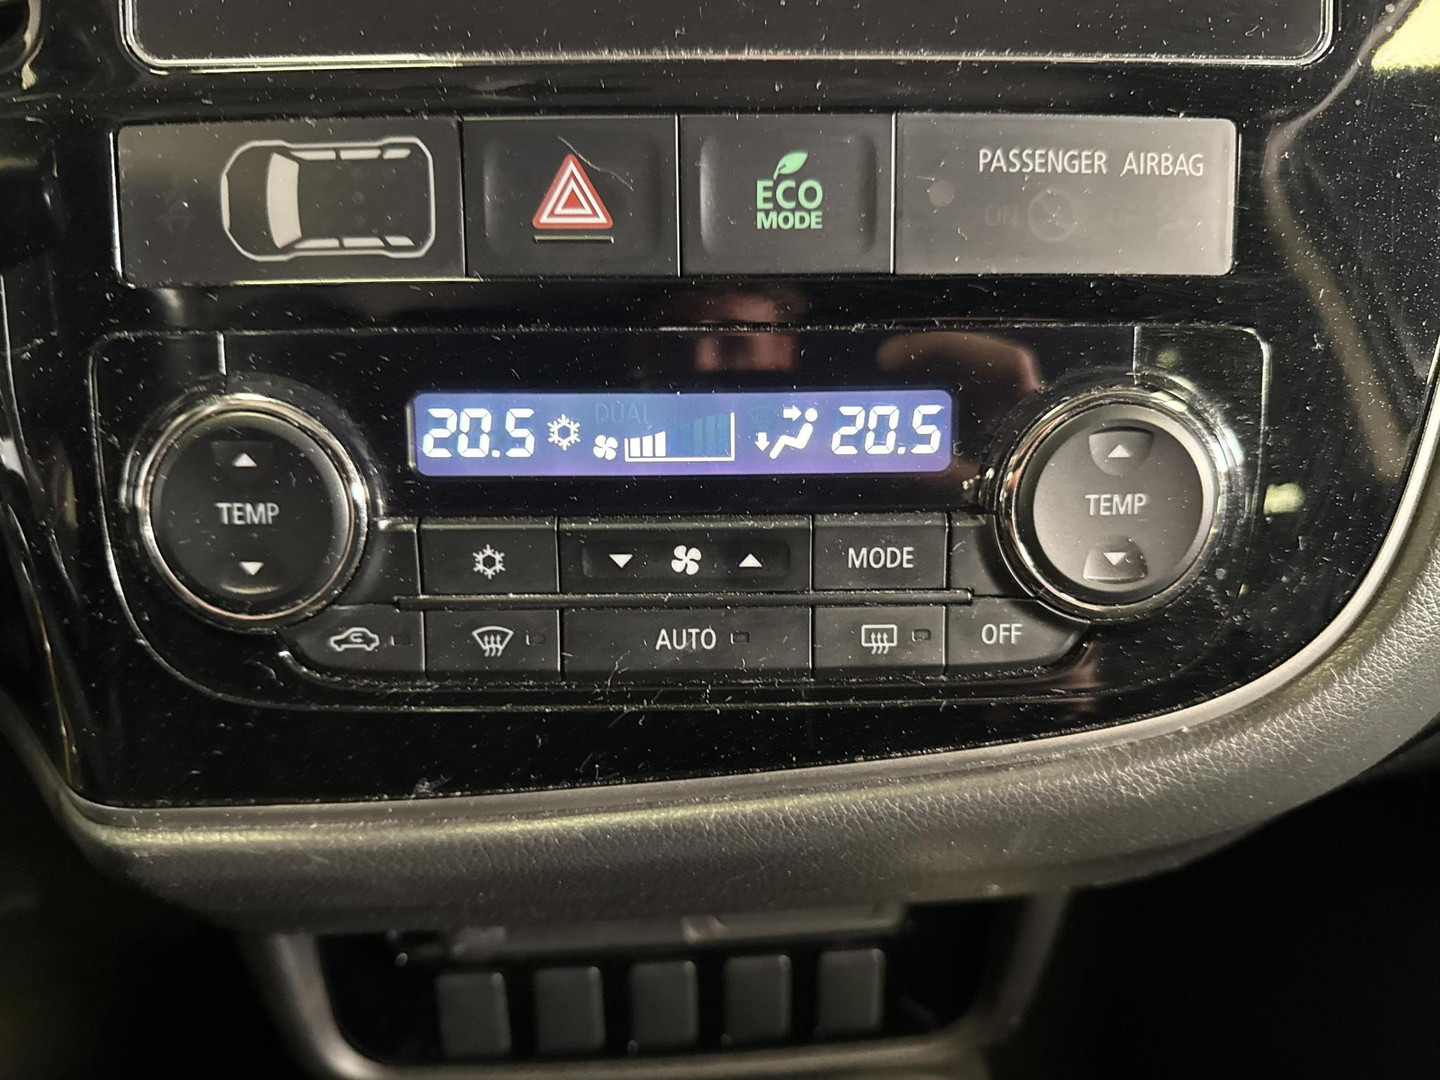 ECO
MODE
PASSENGER AIRBAG
ON
20.5
DUAL
20.5
TEMP
TEMP
MODE
AUTO
OFF